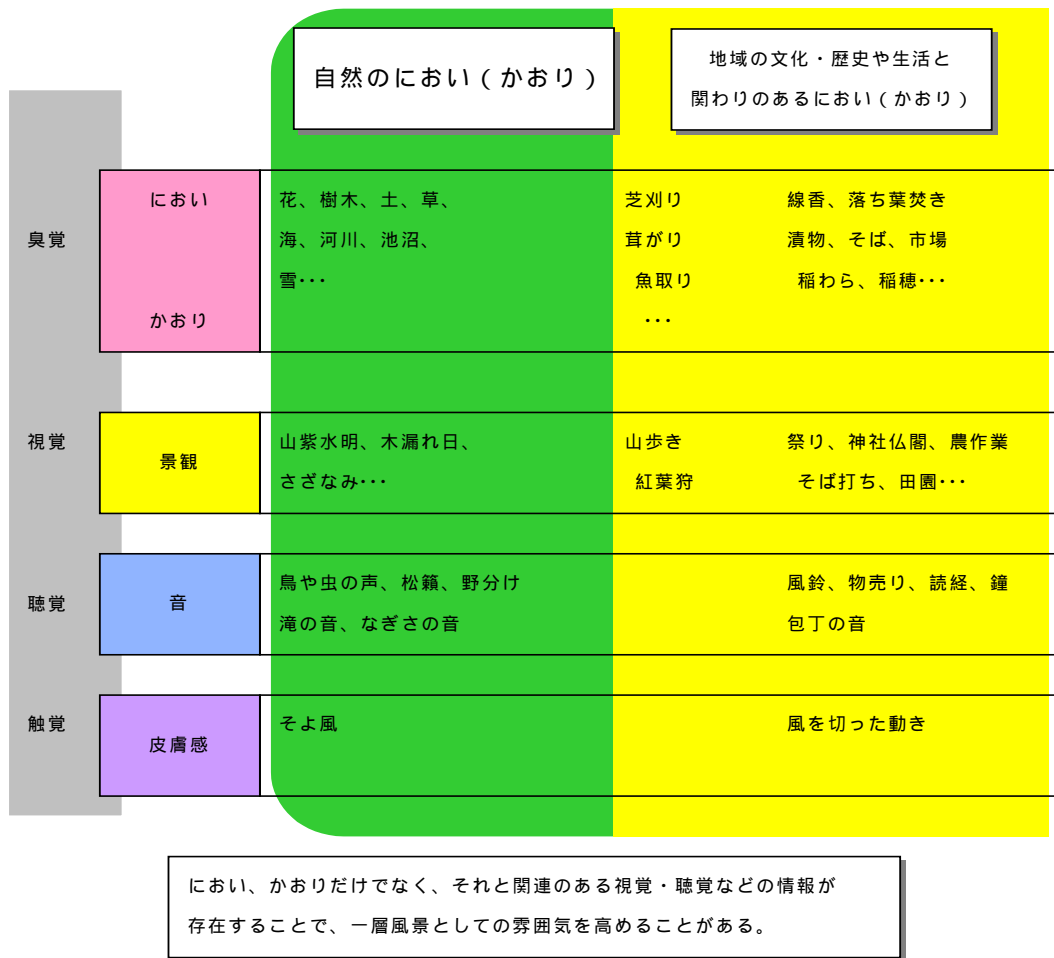 自然のにおい(かおり)
地域の文化・歴史や生活と
関わりのあるにおい(かおり)
臭覚
におい
かおり
花、樹木、土、草、
海、河川、池沼、
雪・・・
芝刈り
茸がり
魚取り
・・・
線香、落ち葉焚き
漬物、そば、市場
稲わら、稲穂・・・
視覚
景観
山紫水明、木漏れ日、
さざなみ・・・
山歩き
紅葉狩
祭り、神社仏閣、農作業
そば打ち、田園・・・
聴覚
音
鳥や虫の声、松籟、野分け
滝の音、なぎさの音
風鈴、物売り、読経、鐘
包丁の音
触覚
皮膚感
そよ風
風を切った動き
におい、かおりだけでなく、それと関連のある視覚・聴覚などの情報が
存在することで、一層風景としての雰囲気を高めることがある。